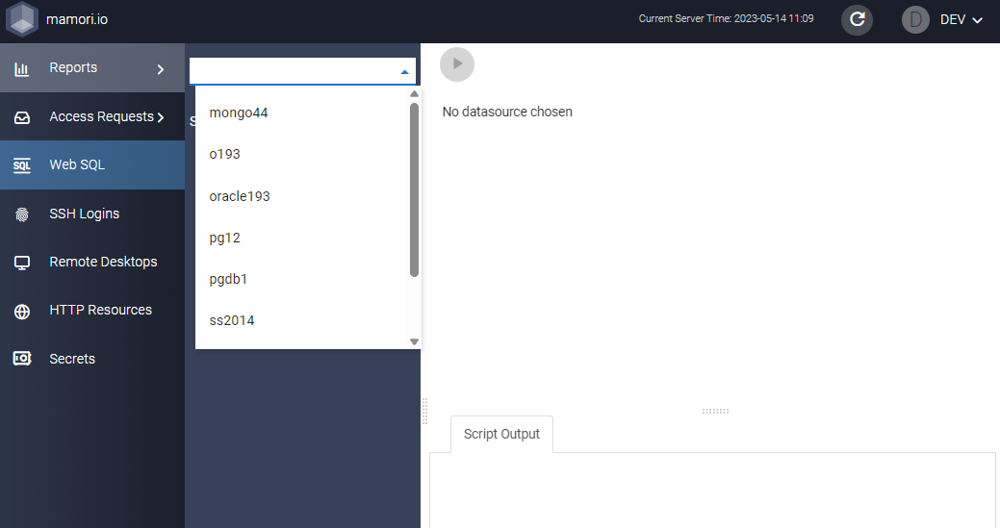 mamori.io
Current Server Time: 2023-05-14 11:09
D
DEV
Reports
Access Requests
SQL
Web SQL
SSH Logins
Remote Desktops
HTTP Resources
Secrets
S
mongo44
o193
oracle193
pg12
pgdb1
ss2014
No datasource chosen
Script Output